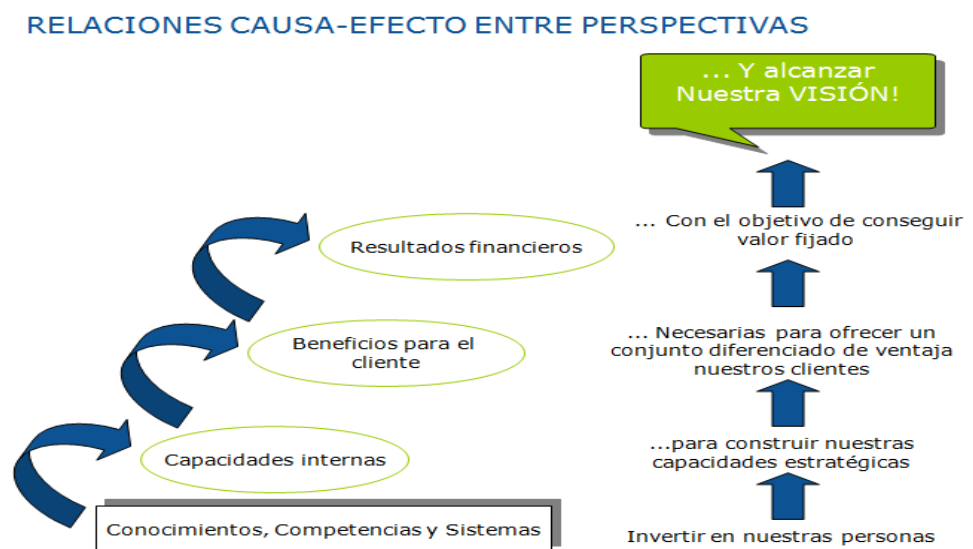 RELACIONES CAUSA-EFECTO ENTRE PERSPECTIVAS
... Y alcanzar
Nuestra VISIÓN!
Resultados financieros
Beneficios para el
cliente
Capacidades internas
Conocimientos, Competencias y Sistemas
... Con el objetivo de conseguir
valor fijado
... Necesarias para ofrecer un
conjunto diferenciado de ventaja
nuestros clientes
...para construir nuestras
capacidades estratégicas
Invertir en nuestras personas